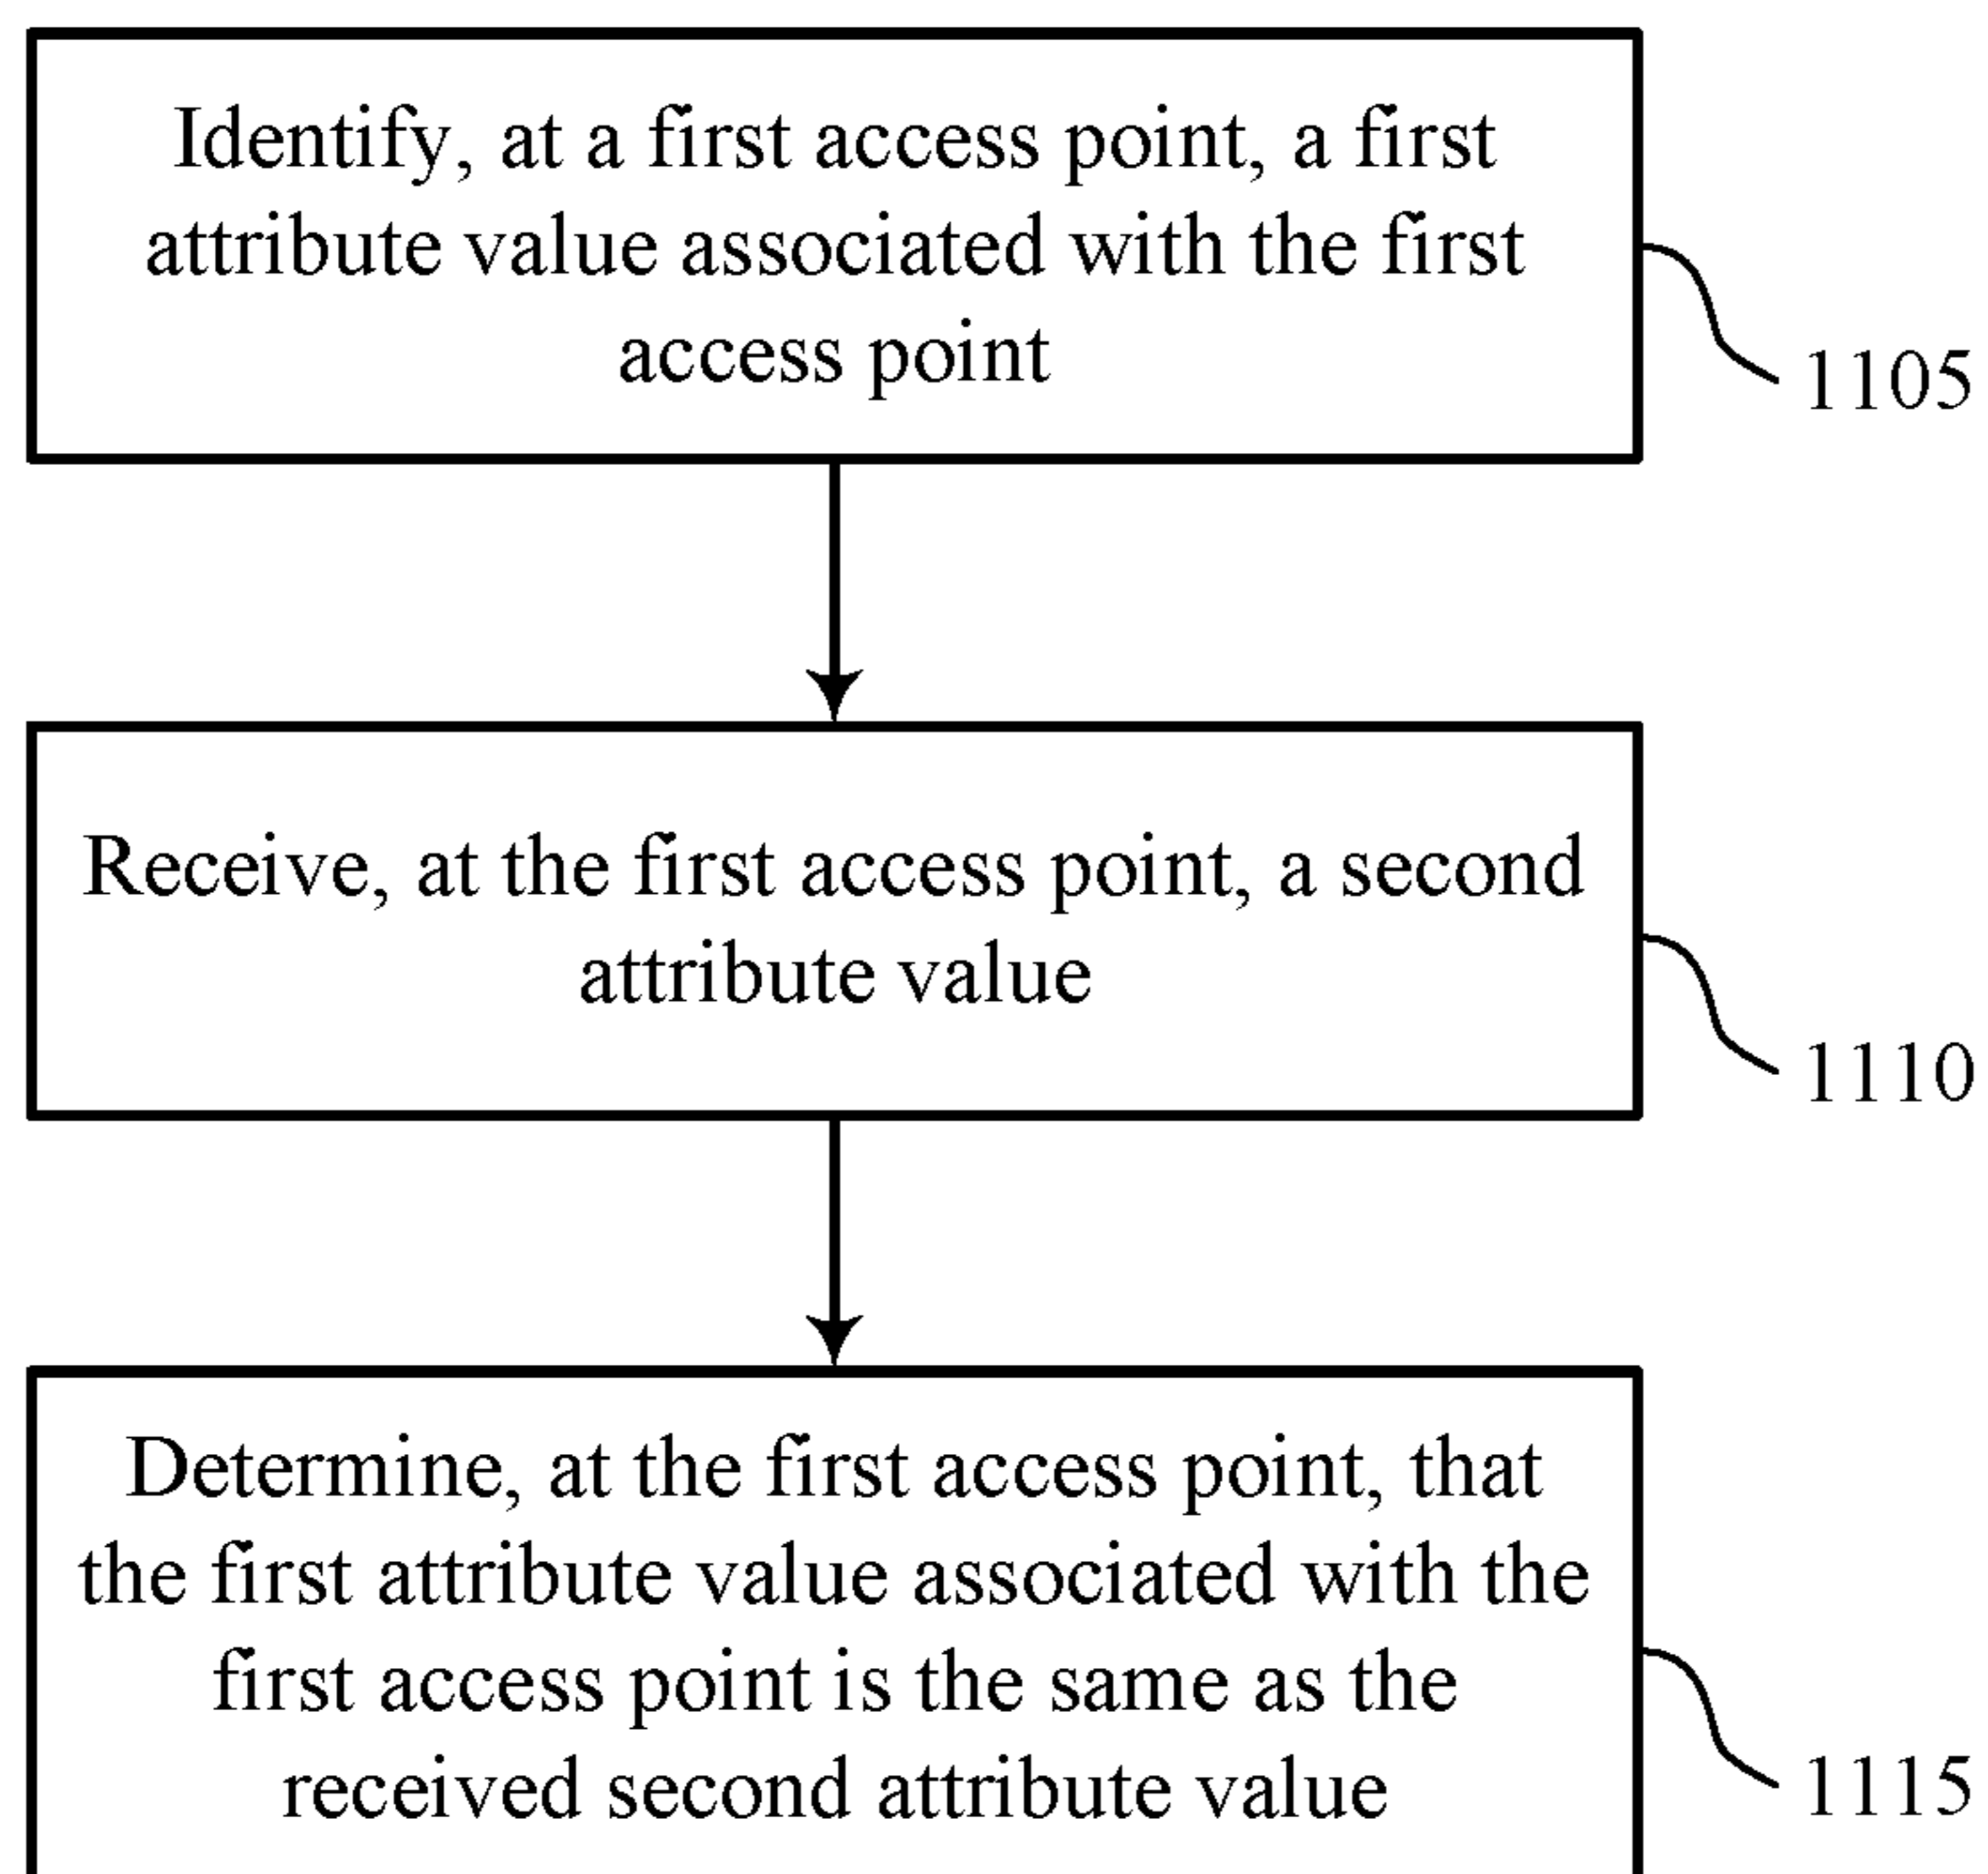 Identify, at a first access point, a first
attribute value associated with the first
access point
1105
Receive, at the first access point, a second
attribute value
1110
Determine, at the first access point, that
the first attribute value associated with the
first access point is the same as the
received second attribute value
1115